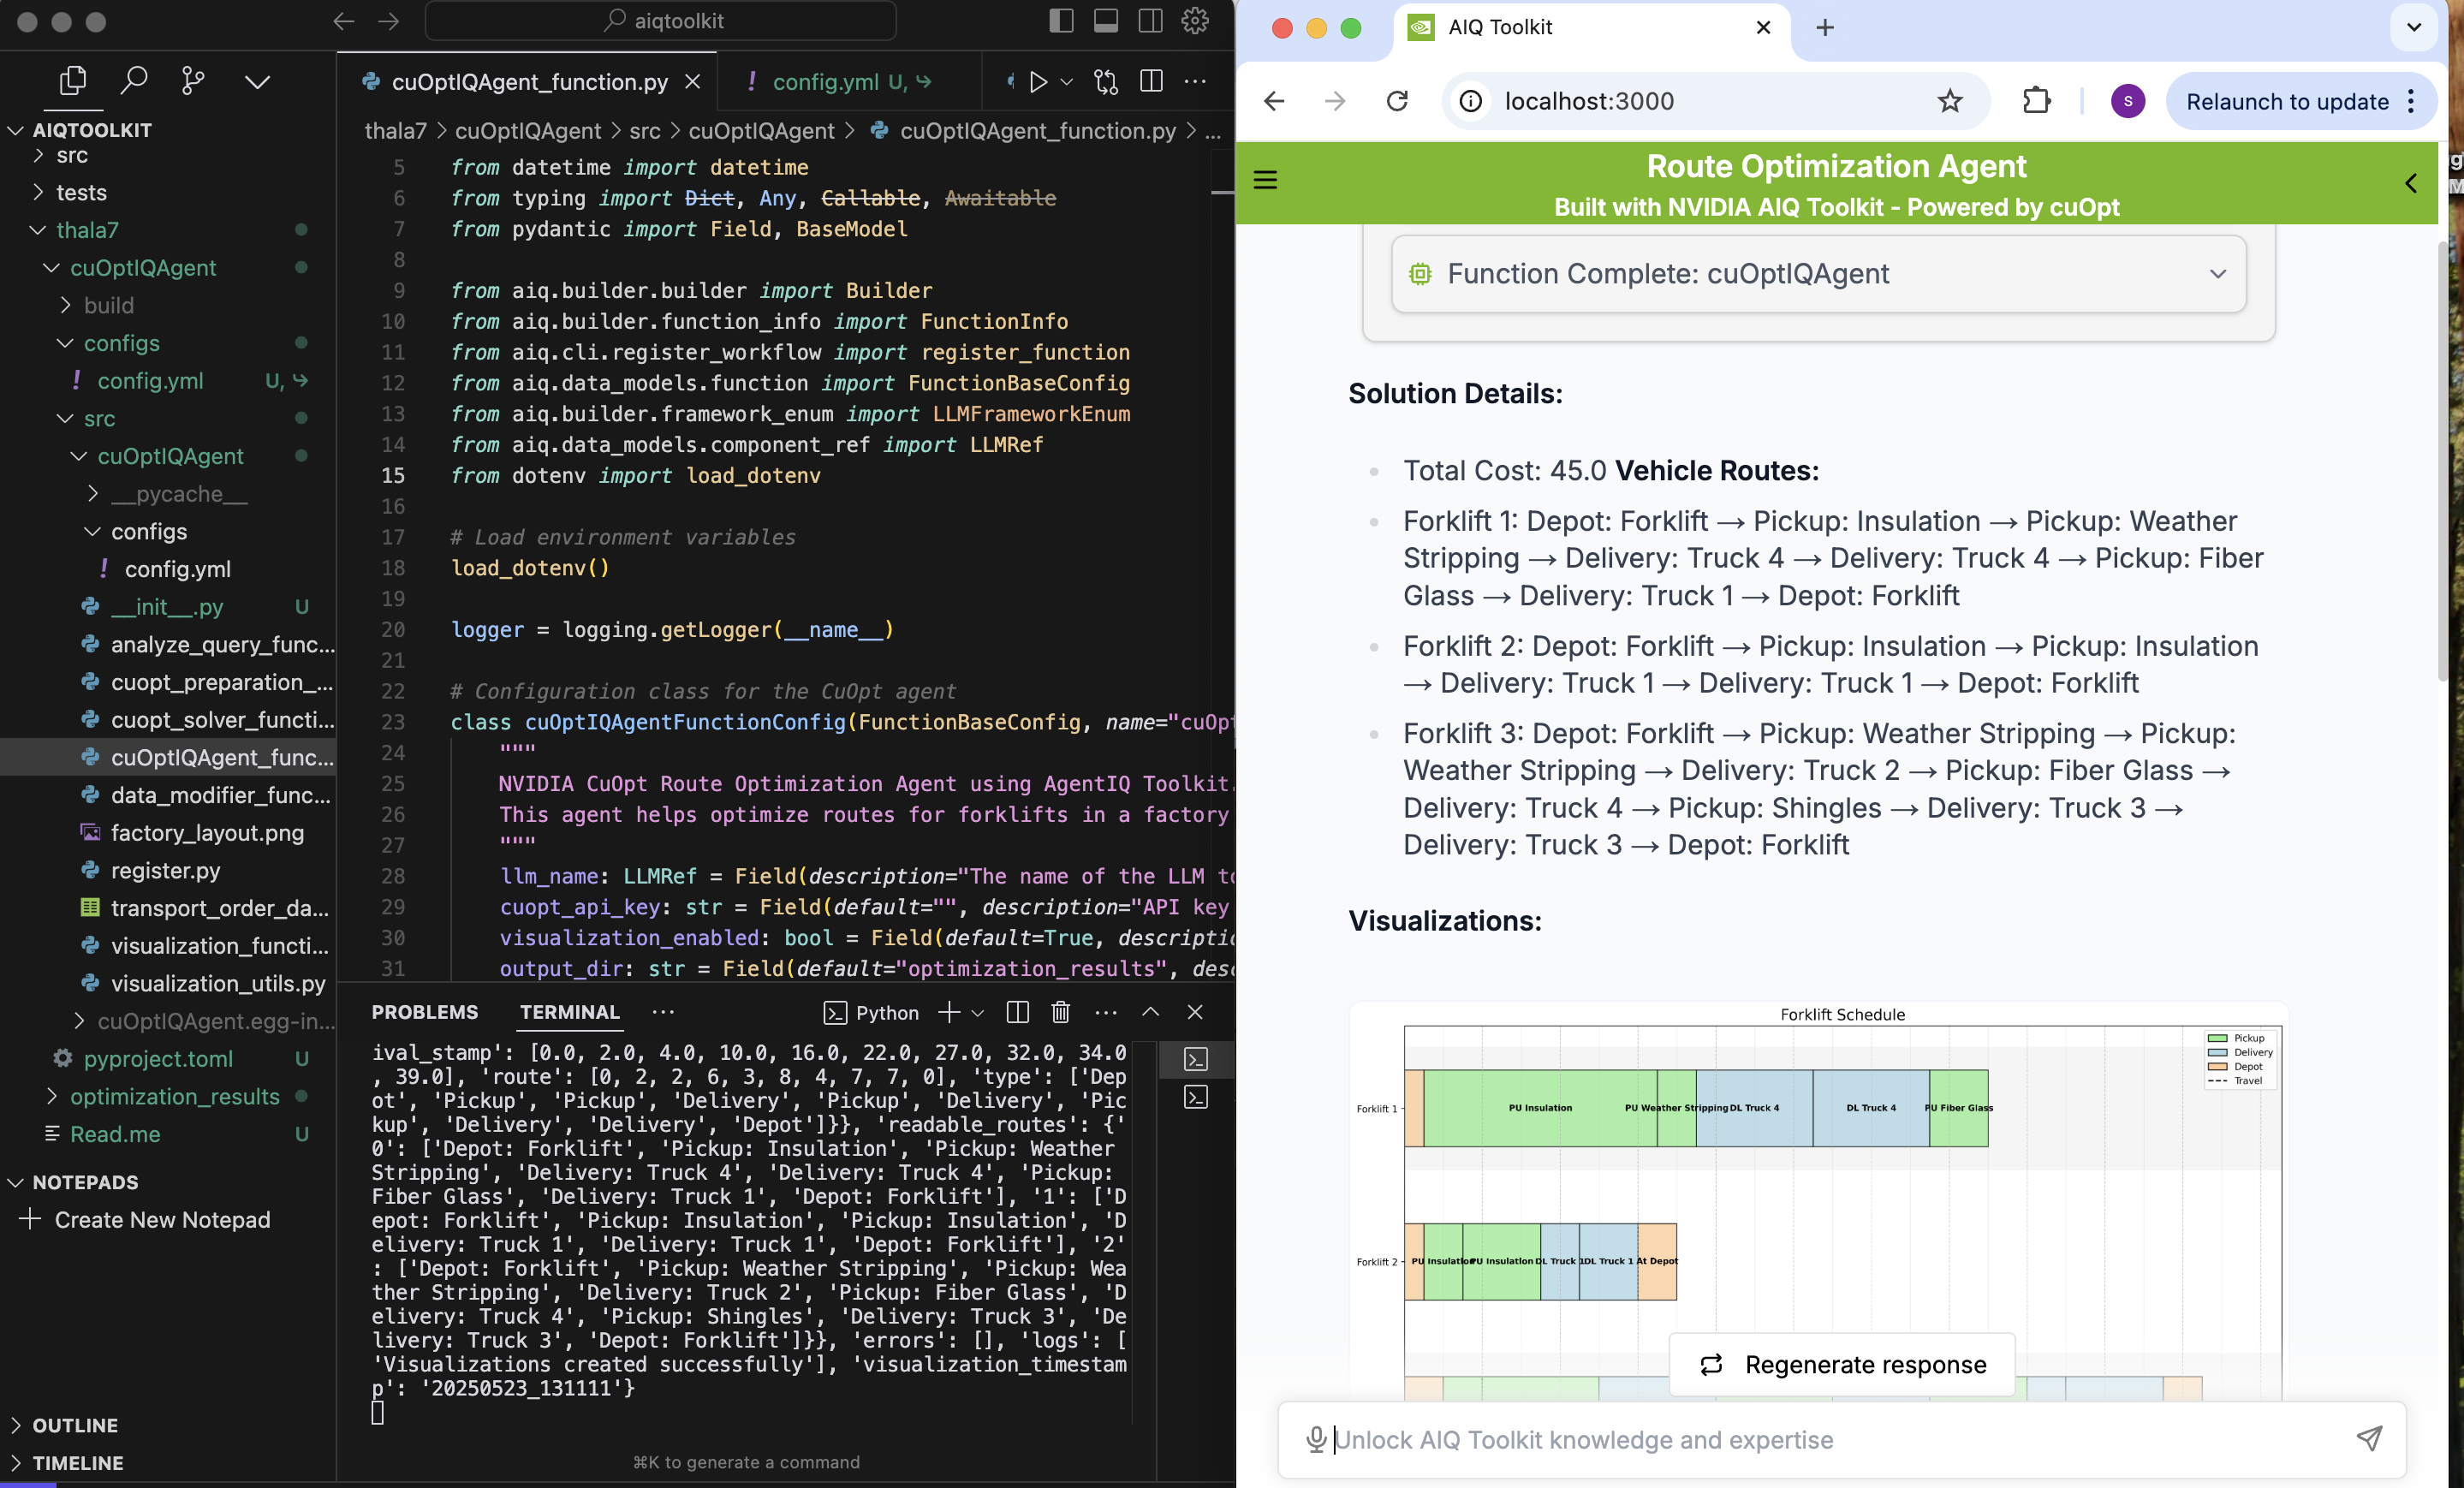 aiqtoolkit
AIQTOOLKIT
src
tests
thala7
cuOptIQAgent
build
configs
config.yml U,
src
cuOptIQAgent
__pycache__
configs
config.yml
__init__.py U
analyze_query_func...
cuopt_preparation_...
cuopt_solver_functi...
cuOptIQAgent_func...
data_modifier_func...
factory_layout.png
register.py
transport_order_da...
visualization_functi...
visualization_utils.py
cuOptIQAgent.egg-in...
pyproject.toml U
optimization_results
Read.me U
NOTEPADS
Create New Notepad
OUTLINE
TIMELINE
cuOptIQAgent_function.py
config.yml U,
thala7 > cuOptIQAgent > src > cuOptIQAgent > cuOptIQAgent_function.py > ...
5 from datetime import datetime
6 from typing import Dict, Any, Callable, Awaitable
7 from pydantic import Field, BaseModel
8
9 from aiq.builder.builder import Builder
10 from aiq.builder.function_info import FunctionInfo
11 from aiq.cli.register_workflow import register_function
12 from aiq.data_models.function import FunctionBaseConfig
13 from aiq.builder.framework_enum import LLMFrameworkEnum
14 from aiq.data_models.component_ref import LLMRef
15 from dotenv import load_dotenv
16
17 # Load environment variables
18 load_dotenv()
19
20 logger = logging.getLogger(__name__)
21
22 # Configuration class for the CuOpt agent
23 class cuOptIQAgentFunctionConfig(FunctionBaseConfig, name="cuOpt
24 """
25 NVIDIA CuOpt Route Optimization Agent using AgentIQ Toolkit.
26 This agent helps optimize routes for forklifts in a factory
27 """
28 llm_name: LLMRef = Field(description="The name of the LLM to
29 cuopt_api_key: str = Field(default="", description="API key
30 visualization_enabled: bool = Field(default=True, descriptio
31 output_dir: str = Field(default="optimization_results", desc
PROBLEMS TERMINAL ... Python
ival_stamp': [0.0, 2.0, 4.0, 10.0, 16.0, 22.0, 27.0, 32.0, 34.0
, 39.0], 'route': [0, 2, 2, 6, 3, 8, 4, 7, 7, 0], 'type': ['Dep
ot', 'Pickup', 'Pickup', 'Delivery', 'Pickup', 'Delivery', 'Pic
kup', 'Delivery', 'Delivery', 'Depot']}}, 'readable_routes': {'
0': ['Depot: Forklift', 'Pickup: Insulation', 'Pickup: Weather
Stripping', 'Delivery: Truck 4', 'Delivery: Truck 4', 'Pickup:
Fiber Glass', 'Delivery: Truck 1', 'Depot: Forklift'], '1': ['D
epot: Forklift', 'Pickup: Insulation', 'Pickup: Insulation', 'D
elivery: Truck 1', 'Delivery: Truck 1', 'Depot: Forklift'], '2'
: ['Depot: Forklift', 'Pickup: Weather Stripping', 'Pickup: Wea
ther Stripping', 'Delivery: Truck 2', 'Pickup: Fiber Glass', 'D
elivery: Truck 4', 'Pickup: Shingles', 'Delivery: Truck 3', 'De
livery: Truck 3', 'Depot: Forklift']}}, 'errors': [], 'logs': [
'Visualizations created successfully'], 'visualization_timestam
p': '20250523_131111'}
⌘K to generate a command
AIQ Toolkit
localhost:3000
s
Relaunch to update
Route Optimization Agent
Built with NVIDIA AIQ Toolkit - Powered by cuOpt
Function Complete: cuOptIQAgent
Solution Details:
Total Cost: 45.0 Vehicle Routes:
Forklift 1: Depot: Forklift → Pickup: Insulation → Pickup: Weather
Stripping → Delivery: Truck 4 → Delivery: Truck 4 → Pickup: Fiber
Glass → Delivery: Truck 1 → Depot: Forklift
Forklift 2: Depot: Forklift → Pickup: Insulation → Pickup: Insulation
→ Delivery: Truck 1 → Delivery: Truck 1 → Depot: Forklift
Forklift 3: Depot: Forklift → Pickup: Weather Stripping → Pickup:
Weather Stripping → Delivery: Truck 2 → Pickup: Fiber Glass →
Delivery: Truck 4 → Pickup: Shingles → Delivery: Truck 3 →
Delivery: Truck 3 → Depot: Forklift
Visualizations:
Forklift Schedule
Pickup
Delivery
Depot
Travel
Forklift 1
PU Insulation PU Weather Stripping DL Truck 4 DL Truck 4 PU Fiber Glass
Forklift 2
PU Insulation PU Insulation DL Truck 1 DL Truck 1 At Depot
Regenerate response
Unlock AIQ Toolkit knowledge and expertise